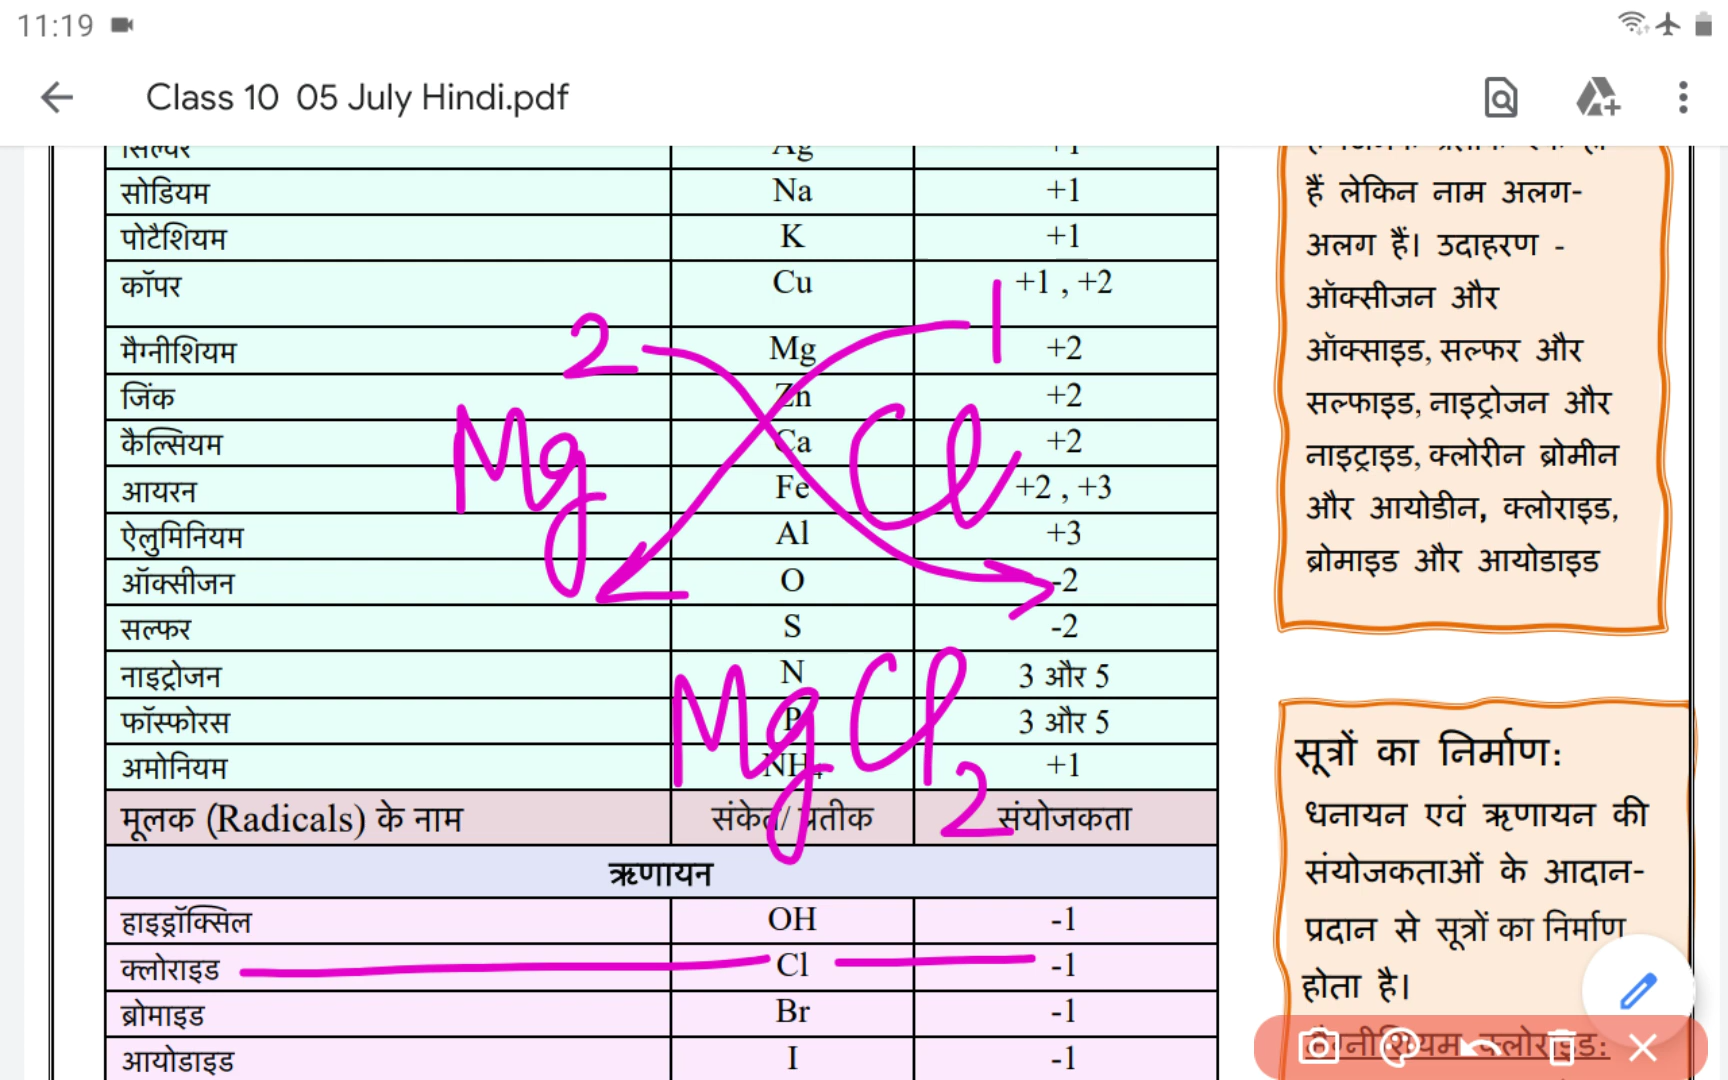 11:19
Class 10 05 July Hindi.pdf
सिल्वर Ag +1
सोडियम Na +1
पोटैशियम K +1
कॉपर Cu +1 , +2
मैग्नीशियम Mg +2
जिंक Zn +2
कैल्सियम Ca +2
आयरन Fe +2 , +3
ऐलुमिनियम Al +3
ऑक्सीजन O -2
सल्फर S -2
नाइट्रोजन N 3 और 5
फॉस्फोरस P 3 और 5
अमोनियम NH4 +1
मूलक (Radicals) के नाम संकेत/ प्रतीक संयोजकता
ऋणायन
हाइड्रॉक्सिल OH -1
क्लोराइड Cl -1
ब्रोमाइड Br -1
आयोडाइड I -1
2 1
Mg Cl
MgCl2
हैं लेकिन नाम अलग-
अलग हैं। उदाहरण -
ऑक्सीजन और
ऑक्साइड, सल्फर और
सल्फाइड, नाइट्रोजन और
नाइट्राइड, क्लोरीन ब्रोमीन
और आयोडीन, क्लोराइड,
ब्रोमाइड और आयोडाइड
सूत्रों का निर्माण:
धनायन एवं ऋणायन की
संयोजकताओं के आदान-
प्रदान से सूत्रों का निर्माण
होता है।
मैग्नीशियम क्लोराइड: